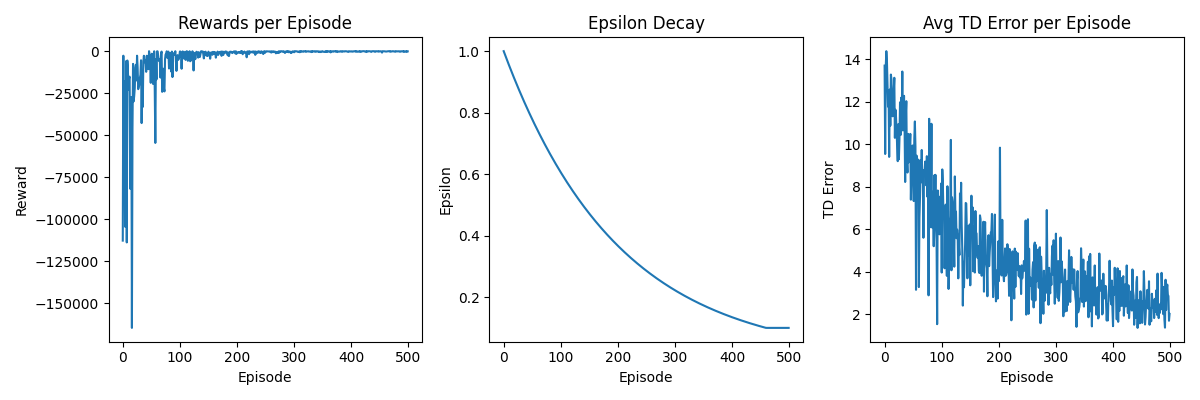 Rewards per Episode
Reward
0
−25000
−50000
−75000
−100000
−125000
−150000
0 100 200 300 400 500
Episode
Epsilon Decay
Epsilon
1.0
0.8
0.6
0.4
0.2
0 100 200 300 400 500
Episode
Avg TD Error per Episode
TD Error
14
12
10
8
6
4
2
0 100 200 300 400 500
Episode